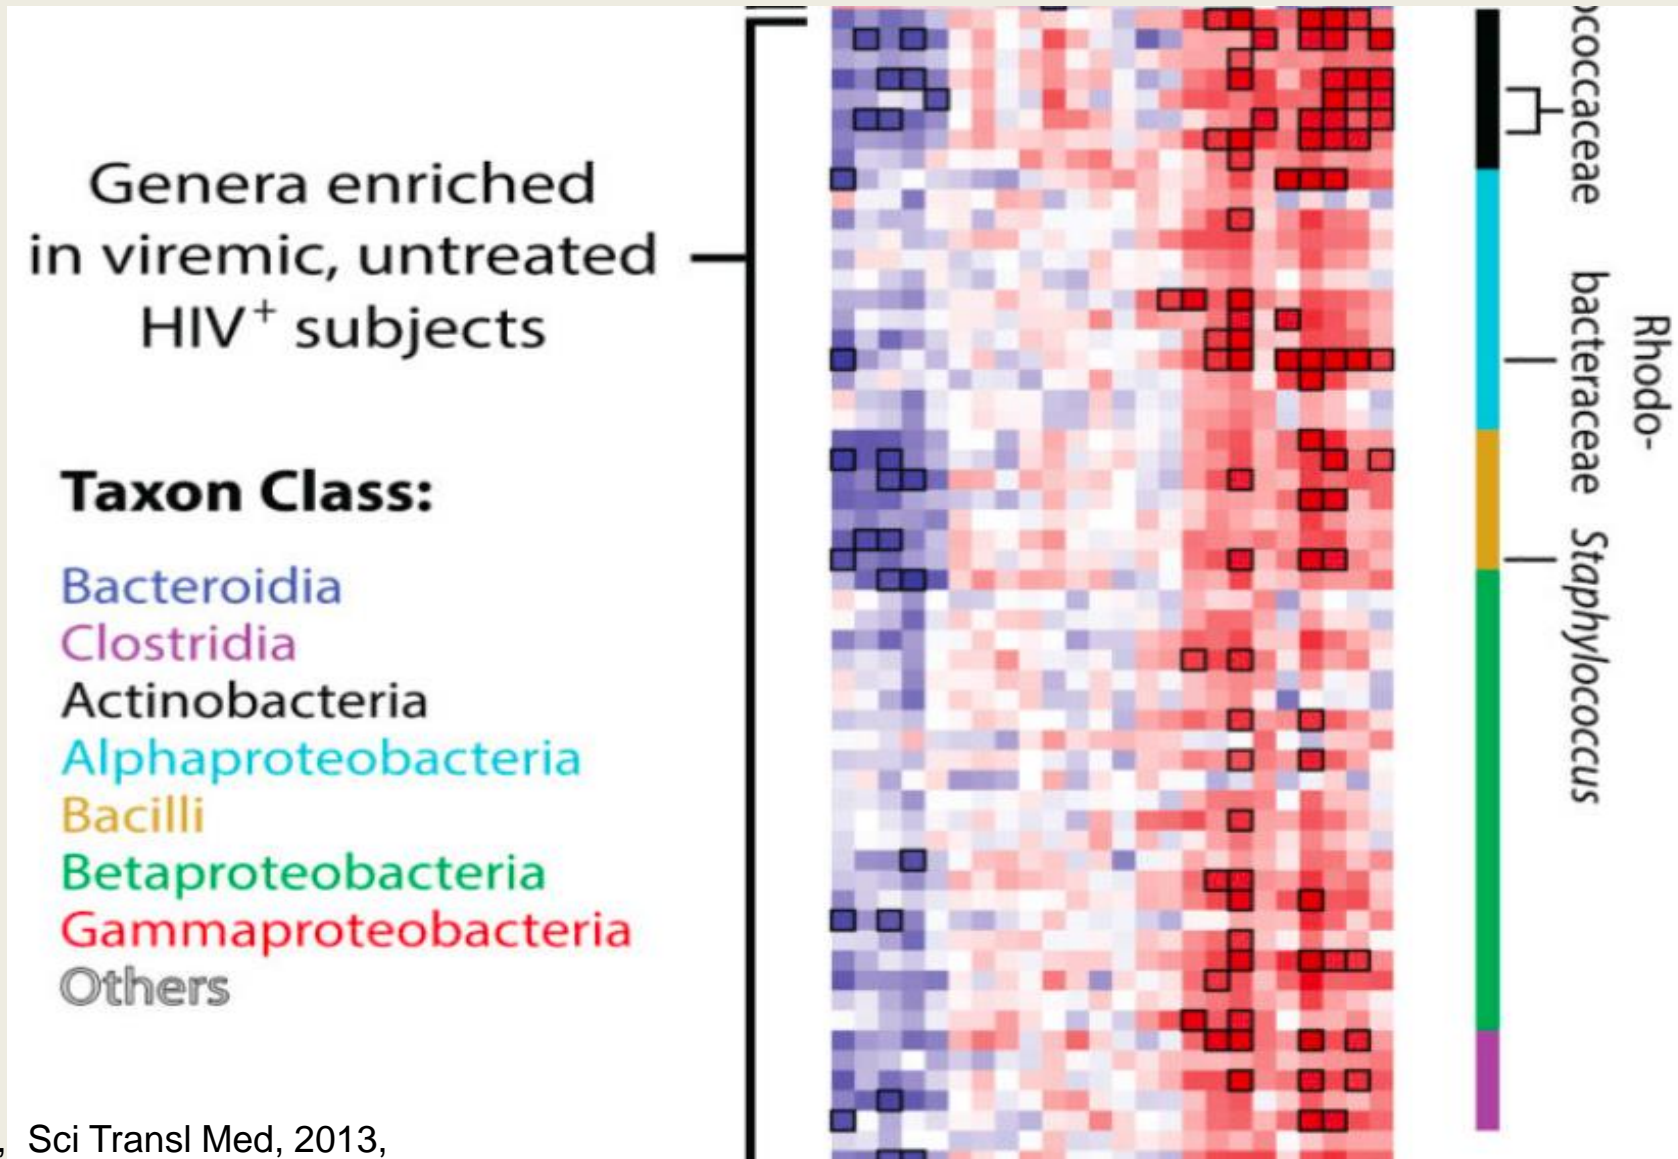 Genera enriched
in viremic, untreated
HIV⁺ subjects
Taxon Class:
Bacteroidia
Clostridia
Actinobacteria
Alphaproteobacteria
Bacilli
Betaproteobacteria
Gammaproteobacteria
Others
, Sci Transl Med, 2013,
ococcaceae
Rhodo-
bacteraceae
Staphylococcus